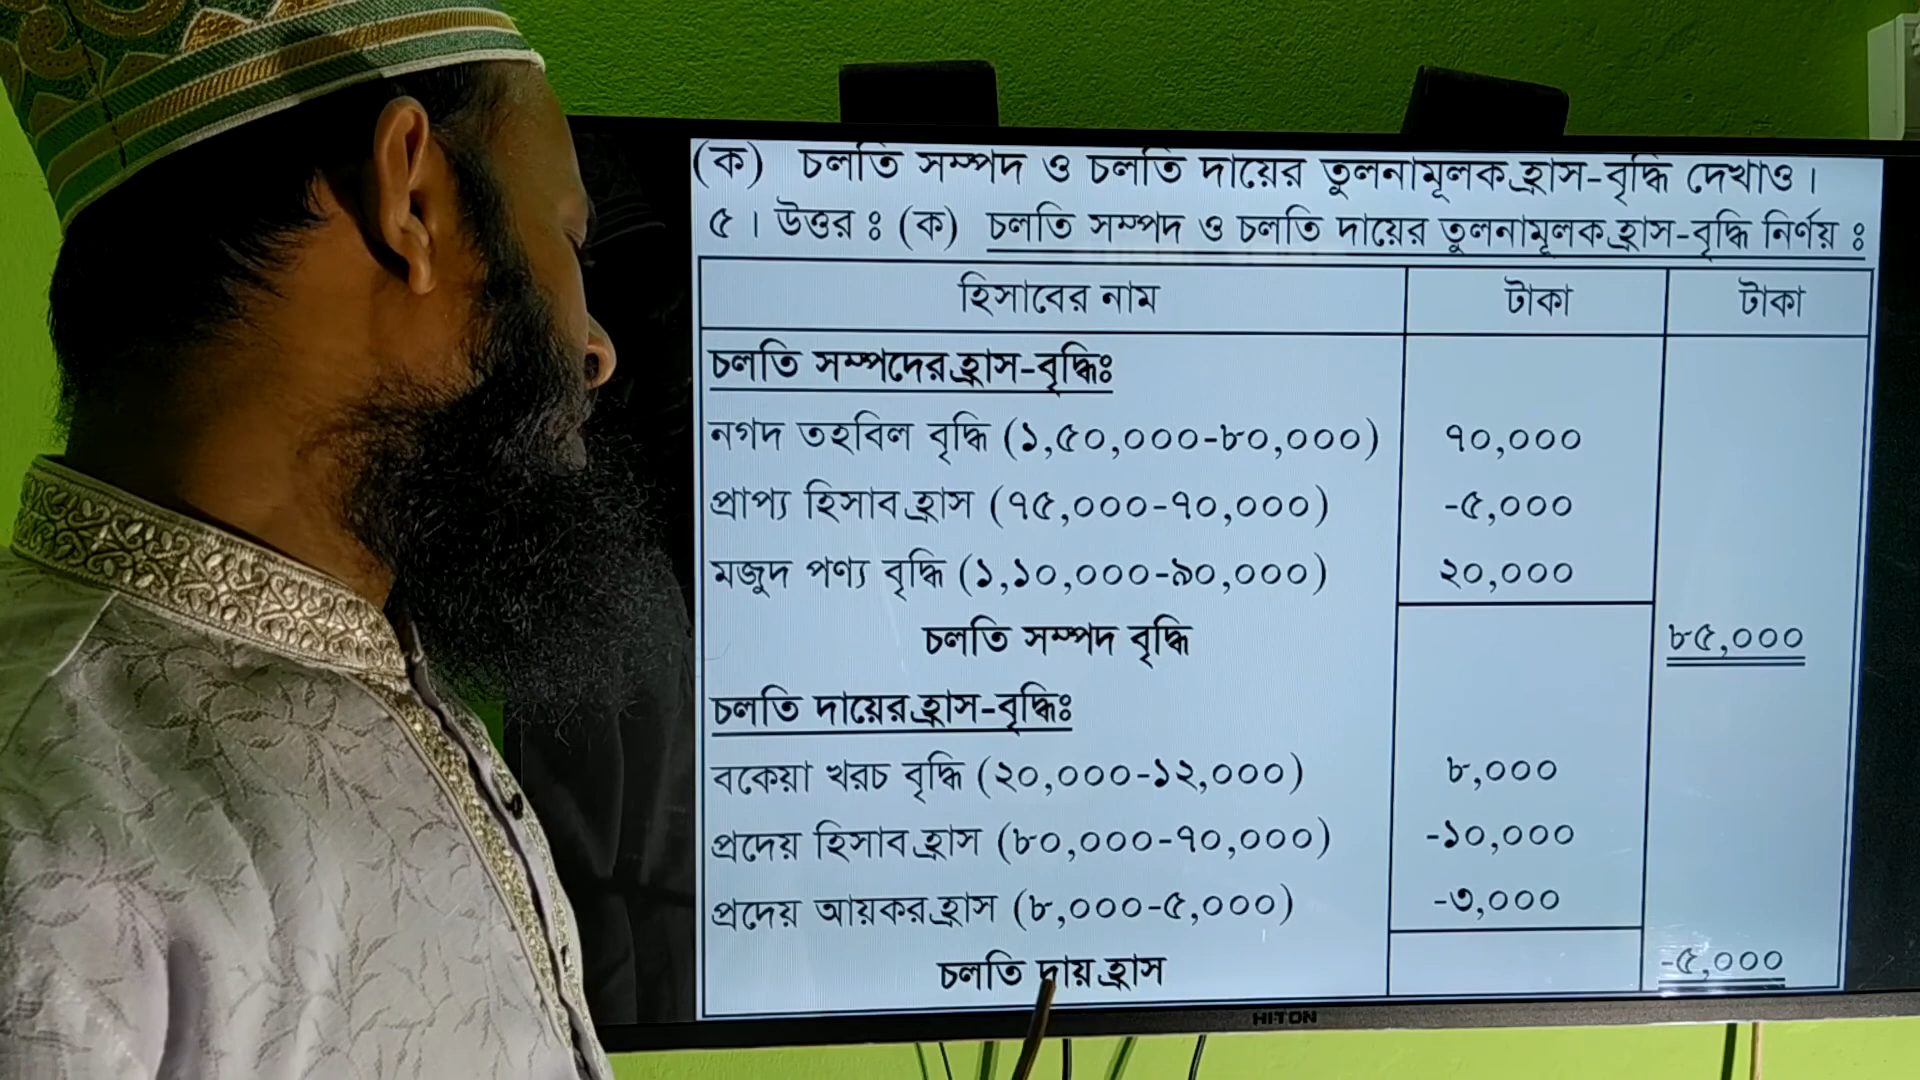 (ক) চলতি সম্পদ ও চলতি দায়ের তুলনামূলক হ্রাস-বৃদ্ধি দেখাও।
৫। উত্তর ঃ (ক) চলতি সম্পদ ও চলতি দায়ের তুলনামূলক হ্রাস-বৃদ্ধি নির্ণয় ঃ
হিসাবের নাম টাকা টাকা
চলতি সম্পদের হ্রাস-বৃদ্ধিঃ
নগদ তহবিল বৃদ্ধি (১,৫০,০০০-৮০,০০০) ৭০,০০০
প্রাপ্য হিসাব হ্রাস (৭৫,০০০-৭০,০০০) -৫,০০০
মজুদ পণ্য বৃদ্ধি (১,১০,০০০-৯০,০০০) ২০,০০০
চলতি সম্পদ বৃদ্ধি ৮৫,০০০
চলতি দায়ের হ্রাস-বৃদ্ধিঃ
বকেয়া খরচ বৃদ্ধি (২০,০০০-১২,০০০) ৮,০০০
প্রদেয় হিসাব হ্রাস (৮০,০০০-৭০,০০০) -১০,০০০
প্রদেয় আয়কর হ্রাস (৮,০০০-৫,০০০) -৩,০০০
চলতি দায় হ্রাস -৫,০০০
HITON